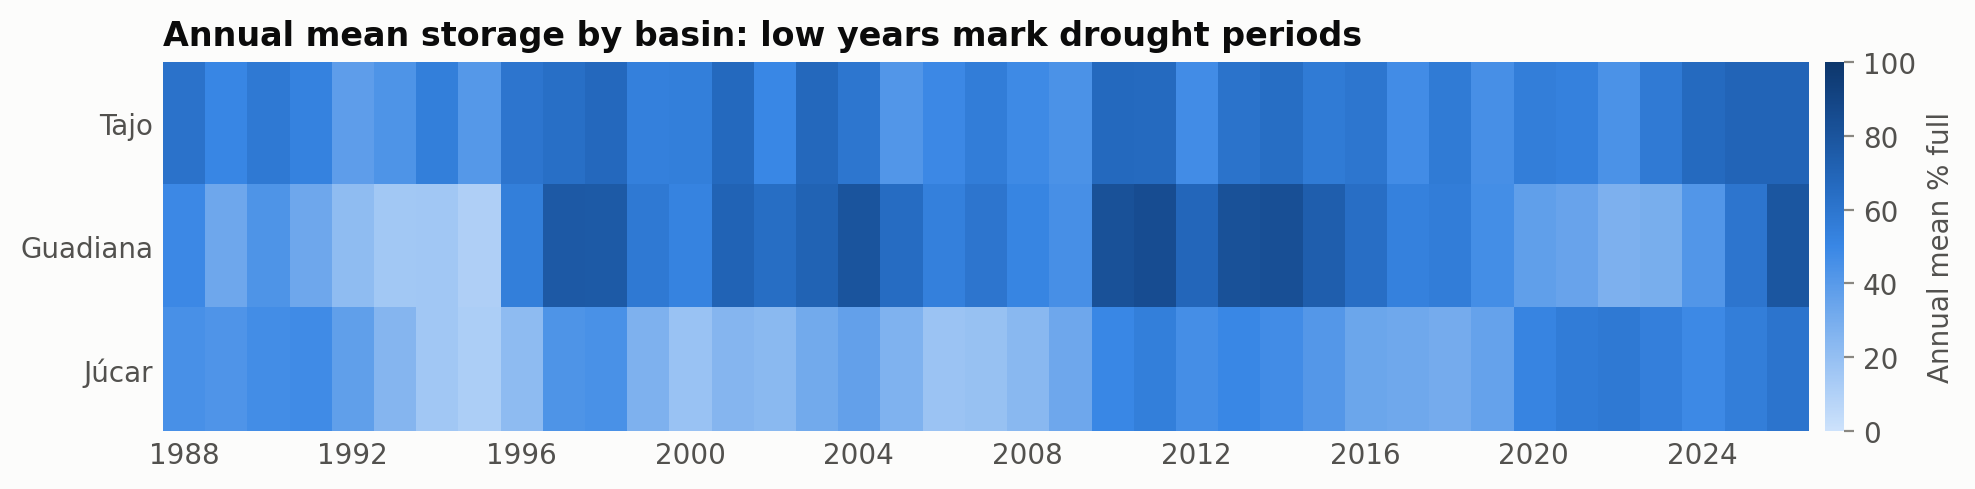 Annual mean storage by basin: low years mark drought periods
Tajo
Guadiana
Júcar
1988 1992 1996 2000 2004 2008 2012 2016 2020 2024
100
80
60
40
20
0
Annual mean % full